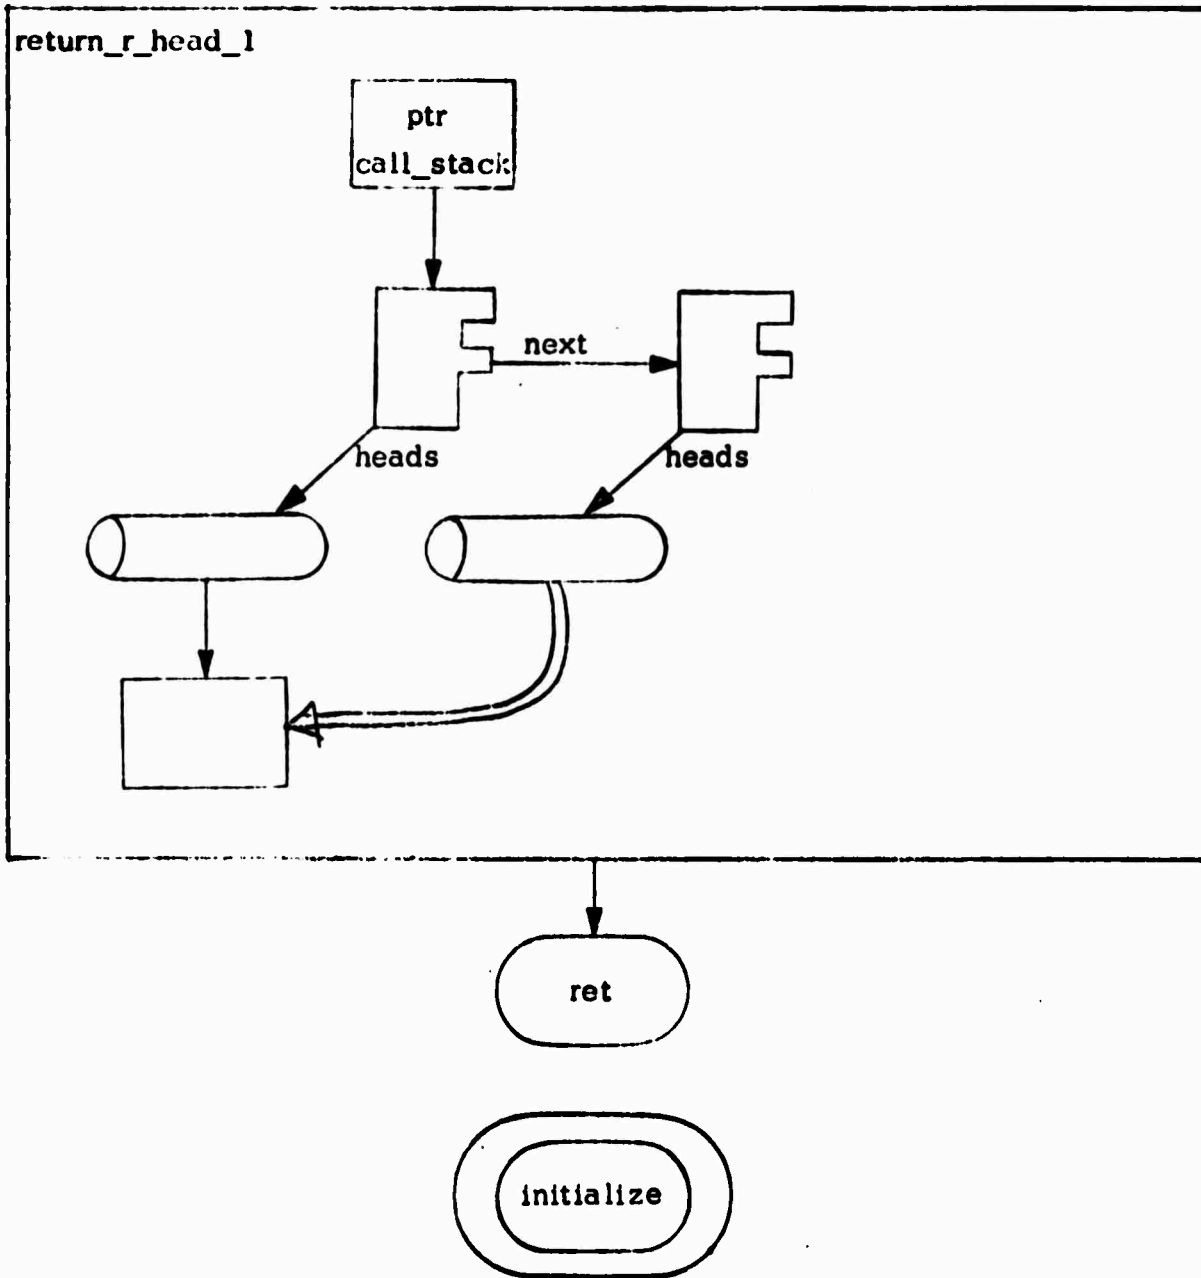 return_r_head_1
ptr
call_stack
next
heads
heads
ret
initialize